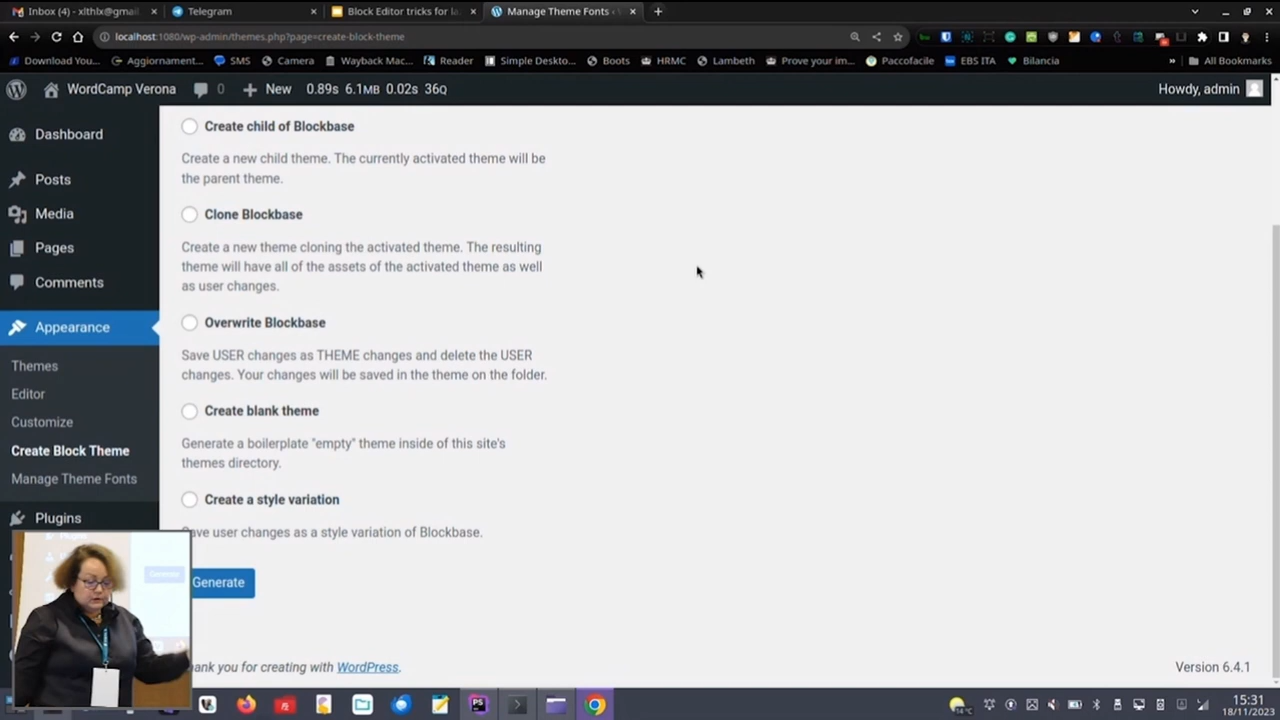 Inbox (4) - xlthlx@gmail.
Telegram
Block Editor tricks for la
Manage Theme Fonts ‹
localhost:1080/wp-admin/themes.php?page=create-block-theme
Download You...
Aggiornament...
SMS
Camera
Wayback Mac...
Reader
Simple Deskto...
Boots
HRMC
Lambeth
Prove your im...
Paccofacile
EBS ITA
Bilancia
»
All Bookmarks
WordCamp Verona
0
New
0.89s 6.1MB 0.02s 36Q
Howdy, admin
Dashboard
Posts
Media
Pages
Comments
Appearance
Themes
Editor
Customize
Create Block Theme
Manage Theme Fonts
Plugins
Create child of Blockbase
Create a new child theme. The currently activated theme will be
the parent theme.
Clone Blockbase
Create a new theme cloning the activated theme. The resulting
theme will have all of the assets of the activated theme as well
as user changes.
Overwrite Blockbase
Save USER changes as THEME changes and delete the USER
changes. Your changes will be saved in the theme on the folder.
Create blank theme
Generate a boilerplate "empty" theme inside of this site's
themes directory.
Create a style variation
ave user changes as a style variation of Blockbase.
Generate
ank you for creating with WordPress.
Version 6.4.1
15:31
18/11/2023